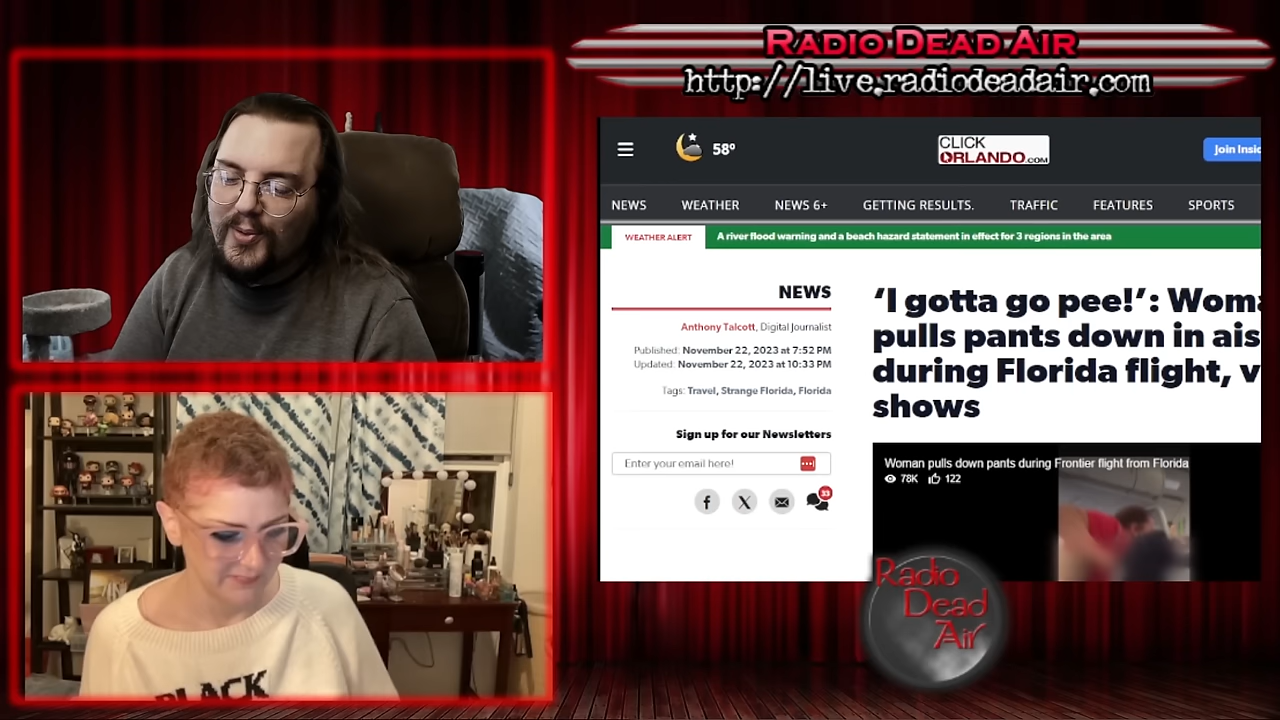 Radio Dead Air
http://live.radiodeadair.com
58°
CLICK
ORLANDO.COM
Join Insid
NEWS
WEATHER
NEWS 6+
GETTING RESULTS.
TRAFFIC
FEATURES
SPORTS
WEATHER ALERT
A river flood warning and a beach hazard statement in effect for 3 regions in the area
NEWS
Anthony Talcott, Digital Journalist
Published: November 22, 2023 at 7:52 PM
Updated: November 22, 2023 at 10:33 PM
Tags: Travel, Strange Florida, Florida
Sign up for our Newsletters
Enter your email here!
33
‘I gotta go pee!’: Woma
pulls pants down in ais
during Florida flight, v
shows
Woman pulls down pants during Frontier flight from Florida
78K 122
Radio
Dead
Air
BLACK